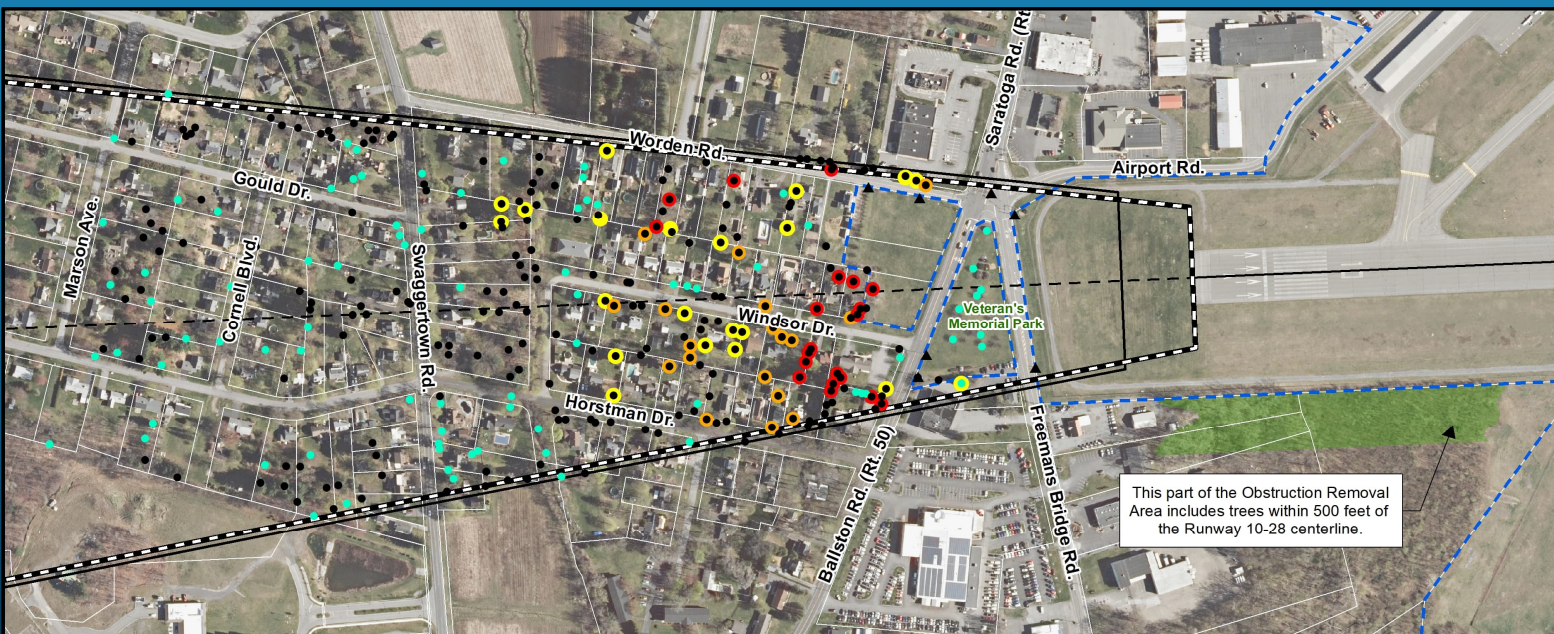 Saratoga Rd. (Rt
Worden Rd.
Airport Rd.
Gould Dr.
Marson Ave.
Cornell Blvd.
Swaggertown Rd.
Windsor Dr.
Veteran's
Memorial Park
Horstman Dr.
Ballston Rd. (Rt. 50)
Freemans Bridge Rd.
This part of the Obstruction Removal
Area includes trees within 500 feet of
the Runway 10-28 centerline.